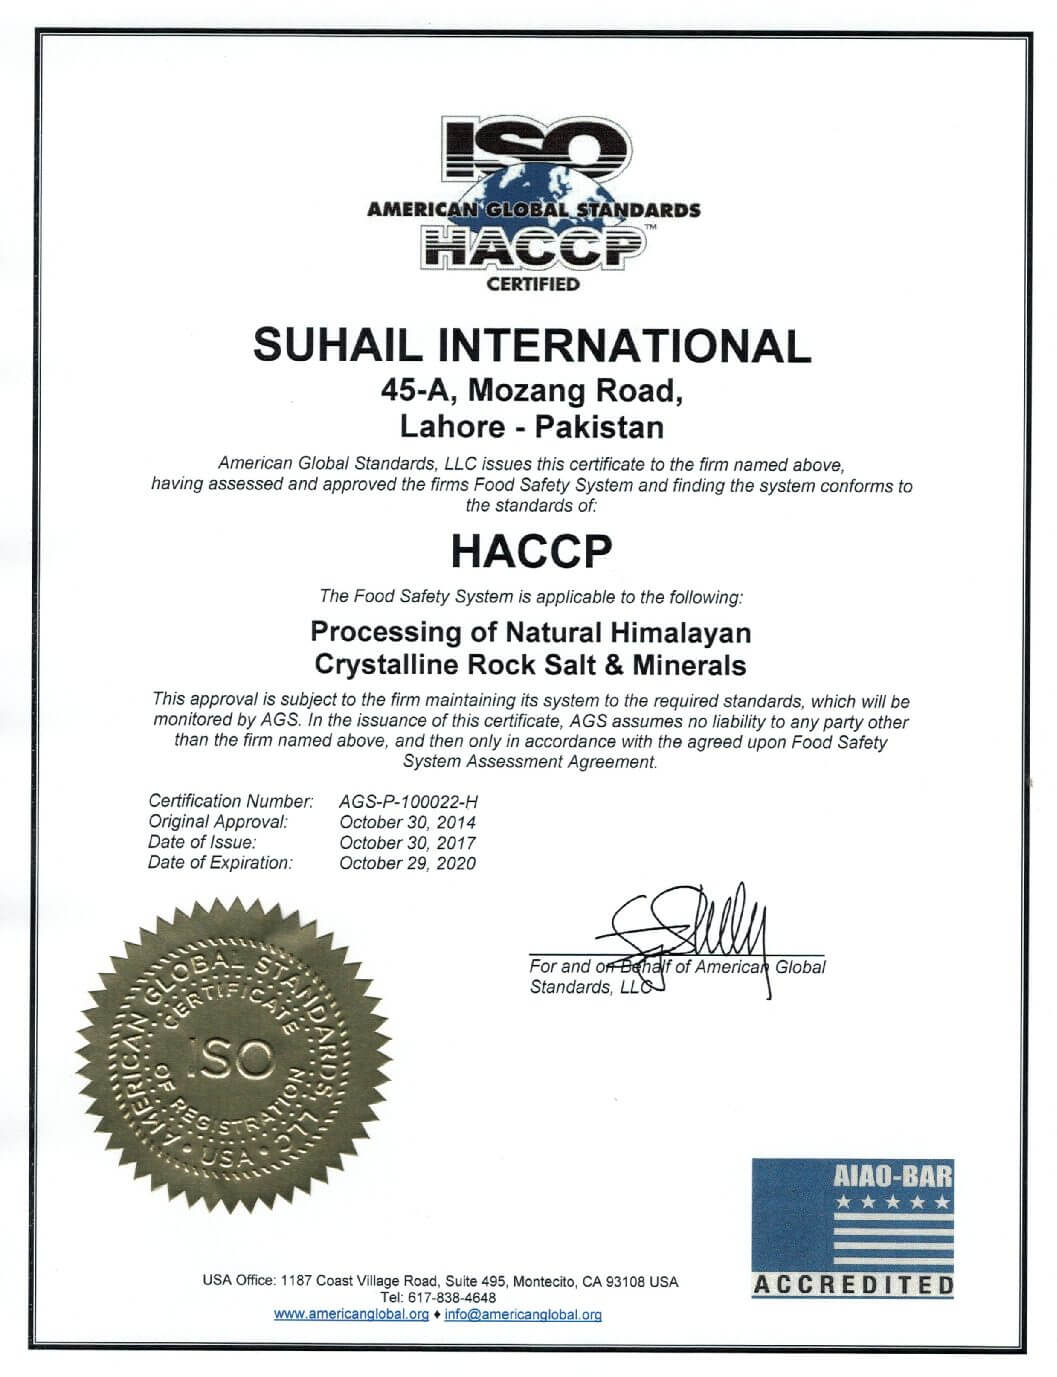 ISO
AMERICAN GLOBAL STANDARDS
HACCP™
CERTIFIED
SUHAIL INTERNATIONAL
45-A, Mozang Road,
Lahore - Pakistan
American Global Standards, LLC issues this certificate to the firm named above,
having assessed and approved the firms Food Safety System and finding the system conforms to
the standards of:
HACCP
The Food Safety System is applicable to the following:
Processing of Natural Himalayan
Crystalline Rock Salt & Minerals
This approval is subject to the firm maintaining its system to the required standards, which will be
monitored by AGS. In the issuance of this certificate, AGS assumes no liability to any party other
than the firm named above, and then only in accordance with the agreed upon Food Safety
System Assessment Agreement.
Certification Number: AGS-P-100022-H
Original Approval: October 30, 2014
Date of Issue: October 30, 2017
Date of Expiration: October 29, 2020
For and on Behalf of American Global
Standards, LLC
AMERICAN GLOBAL STANDARDS, LLC
• USA •
CERTIFICATE
ISO
OF REGISTRATION
AIAO-BAR
ACCREDITED
USA Office: 1187 Coast Village Road, Suite 495, Montecito, CA 93108 USA
Tel: 617-838-4648
www.americanglobal.org ♦ info@americanglobal.org